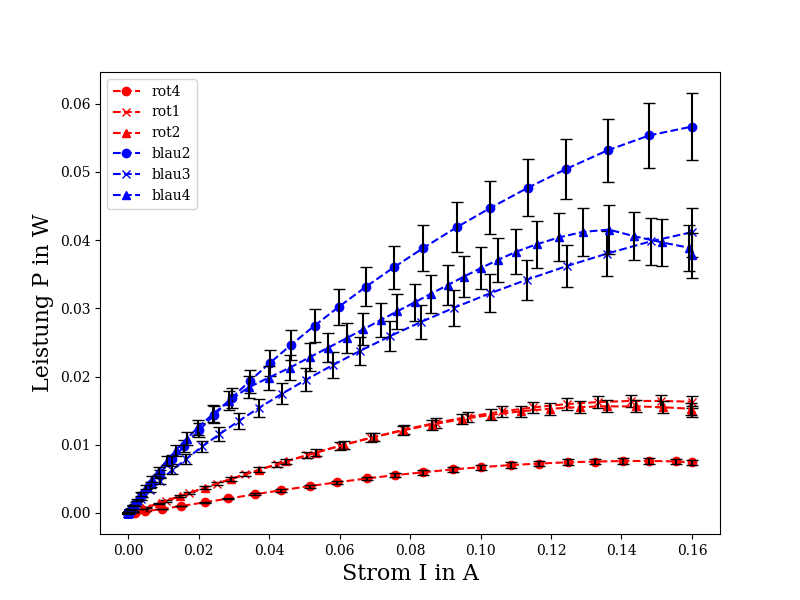 rot4
rot1
rot2
blau2
blau3
blau4
0.06
0.05
0.04
0.03
0.02
0.01
0.00
Leistung P in W
0.00 0.02 0.04 0.06 0.08 0.10 0.12 0.14 0.16
Strom I in A